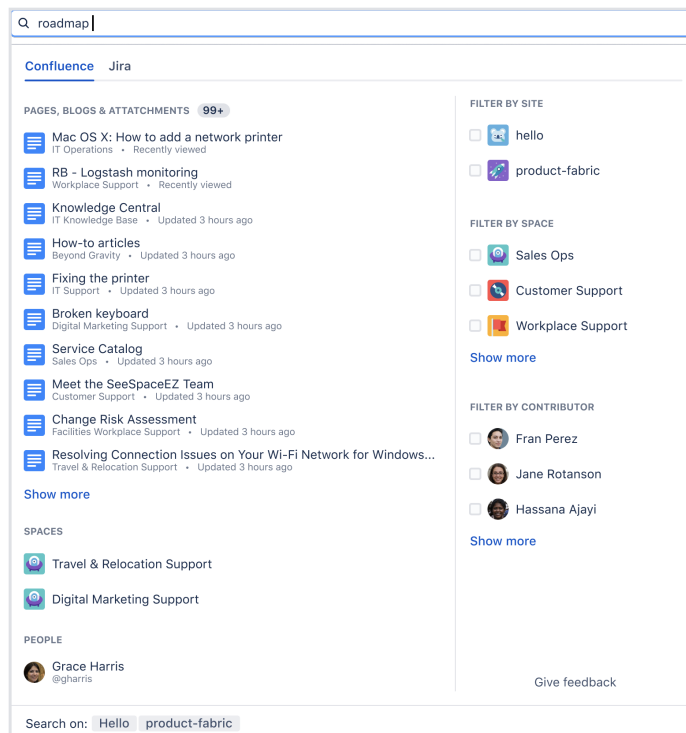 roadmap
Confluence Jira
PAGES, BLOGS & ATTATCHMENTS 99+
Mac OS X: How to add a network printer
IT Operations • Recently viewed
RB - Logstash monitoring
Workplace Support • Recently viewed
Knowledge Central
IT Knowledge Base • Updated 3 hours ago
How-to articles
Beyond Gravity • Updated 3 hours ago
Fixing the printer
IT Support • Updated 3 hours ago
Broken keyboard
Digital Marketing Support • Updated 3 hours ago
Service Catalog
Sales Ops • Updated 3 hours ago
Meet the SeeSpaceEZ Team
Customer Support • Updated 3 hours ago
Change Risk Assessment
Facilities Workplace Support • Updated 3 hours ago
Resolving Connection Issues on Your Wi-Fi Network for Windows...
Travel & Relocation Support • Updated 3 hours ago
Show more
SPACES
Travel & Relocation Support
Digital Marketing Support
PEOPLE
Grace Harris
@gharris
FILTER BY SITE
hello
product-fabric
FILTER BY SPACE
Sales Ops
Customer Support
Workplace Support
Show more
FILTER BY CONTRIBUTOR
Fran Perez
Jane Rotanson
Hassana Ajayi
Show more
Give feedback
Search on: Hello product-fabric